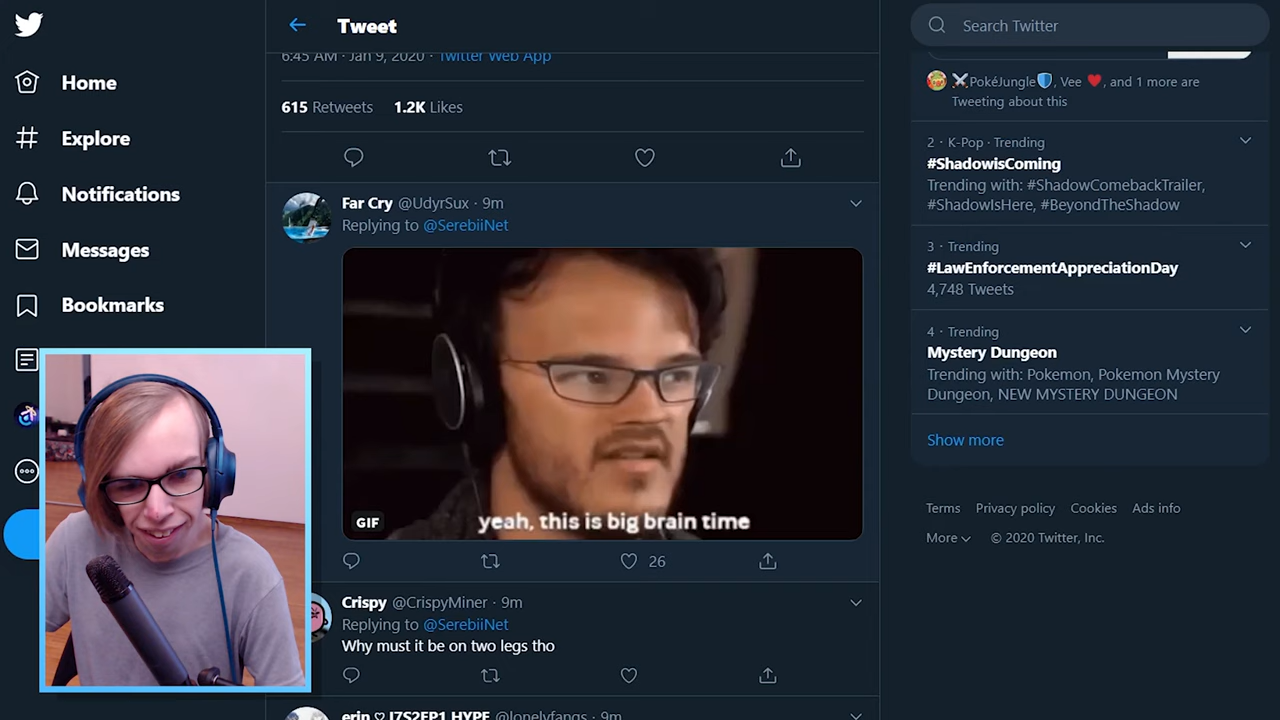 Home
Explore
Notifications
Messages
Bookmarks
Tweet
6:45 AM · Jan 9, 2020 · Twitter Web App
615 Retweets 1.2K Likes
Far Cry @UdyrSux · 9m
Replying to @SerebiiNet
yeah, this is big brain time
GIF
26
Crispy @CrispyMiner · 9m
Replying to @SerebiiNet
Why must it be on two legs tho
erin ♡ I7S2EP1 HYPE @lonelyfangs · 9m
Search Twitter
⚔PokéJungle🛡, Vee ❤, and 1 more are
Tweeting about this
2 · K-Pop · Trending
#ShadowisComing
Trending with: #ShadowComebackTrailer,
#ShadowIsHere, #BeyondTheShadow
3 · Trending
#LawEnforcementAppreciationDay
4,748 Tweets
4 · Trending
Mystery Dungeon
Trending with: Pokemon, Pokemon Mystery
Dungeon, NEW MYSTERY DUNGEON
Show more
Terms Privacy policy Cookies Ads info
More © 2020 Twitter, Inc.